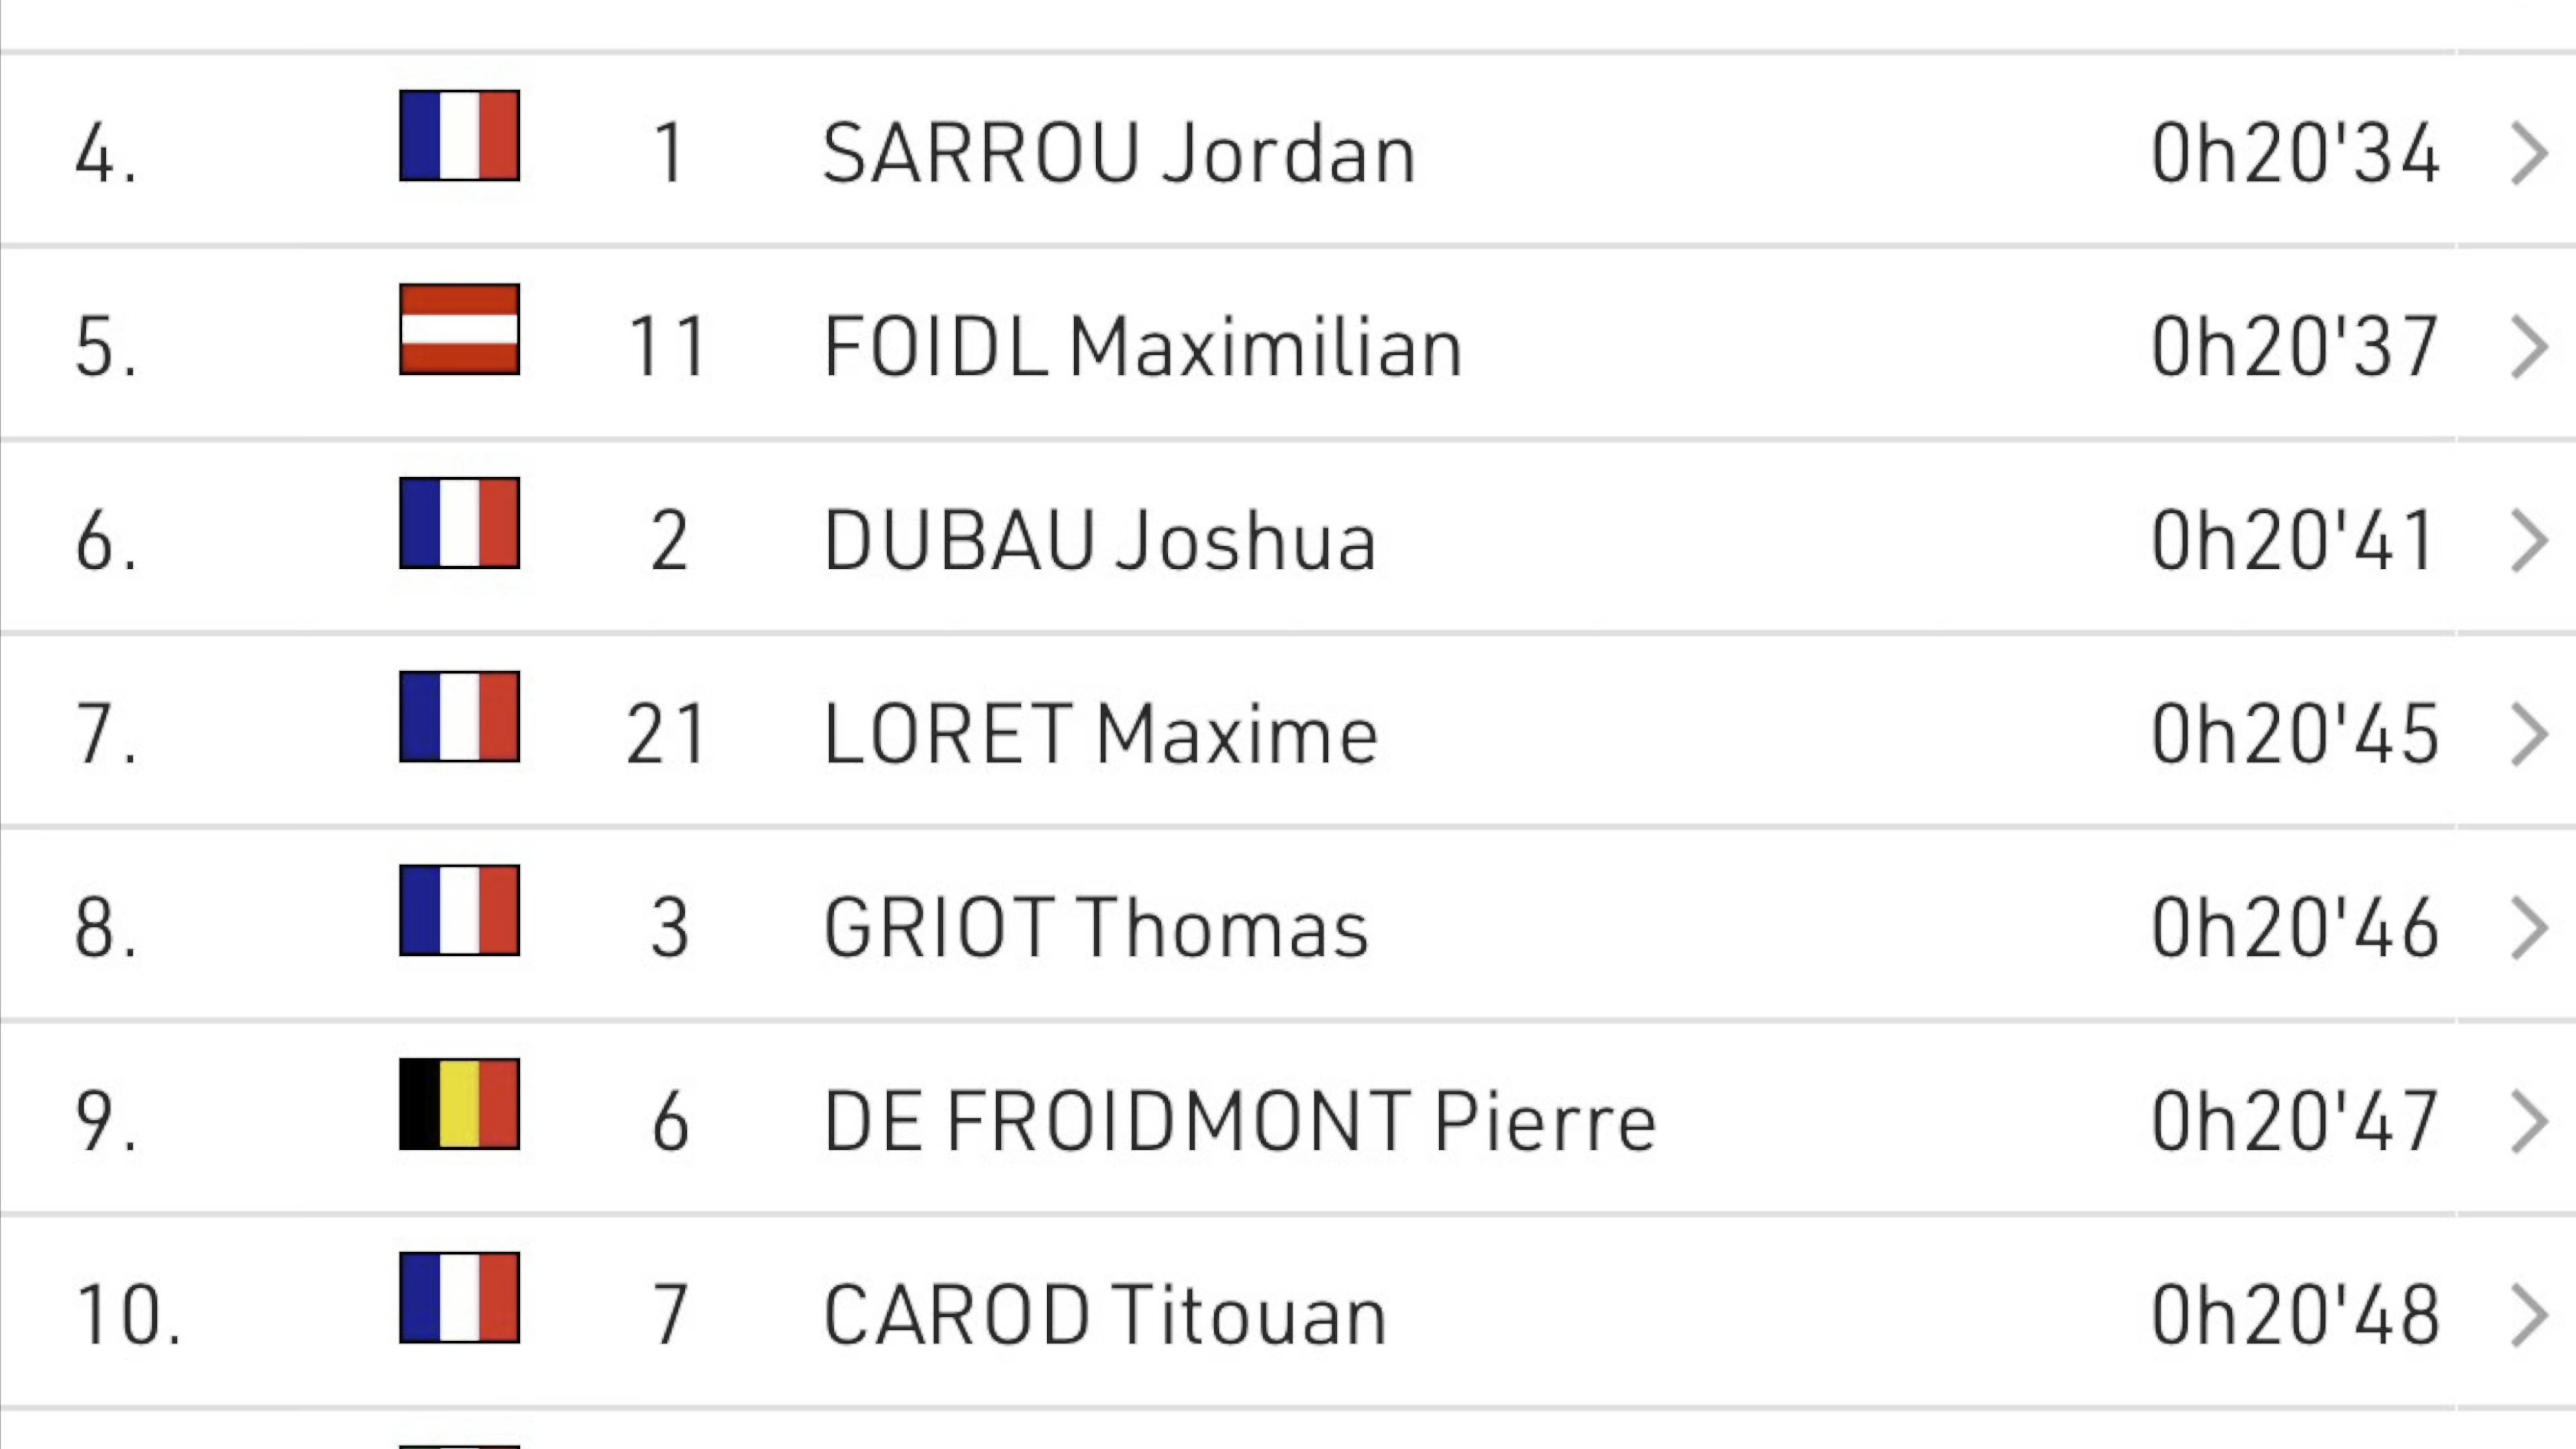 4. 1 SARROU Jordan 0h20'34
5. 11 FOIDL Maximilian 0h20'37
6. 2 DUBAU Joshua 0h20'41
7. 21 LORET Maxime 0h20'45
8. 3 GRIOT Thomas 0h20'46
9. 6 DE FROIDMONT Pierre 0h20'47
10. 7 CAROD Titouan 0h20'48